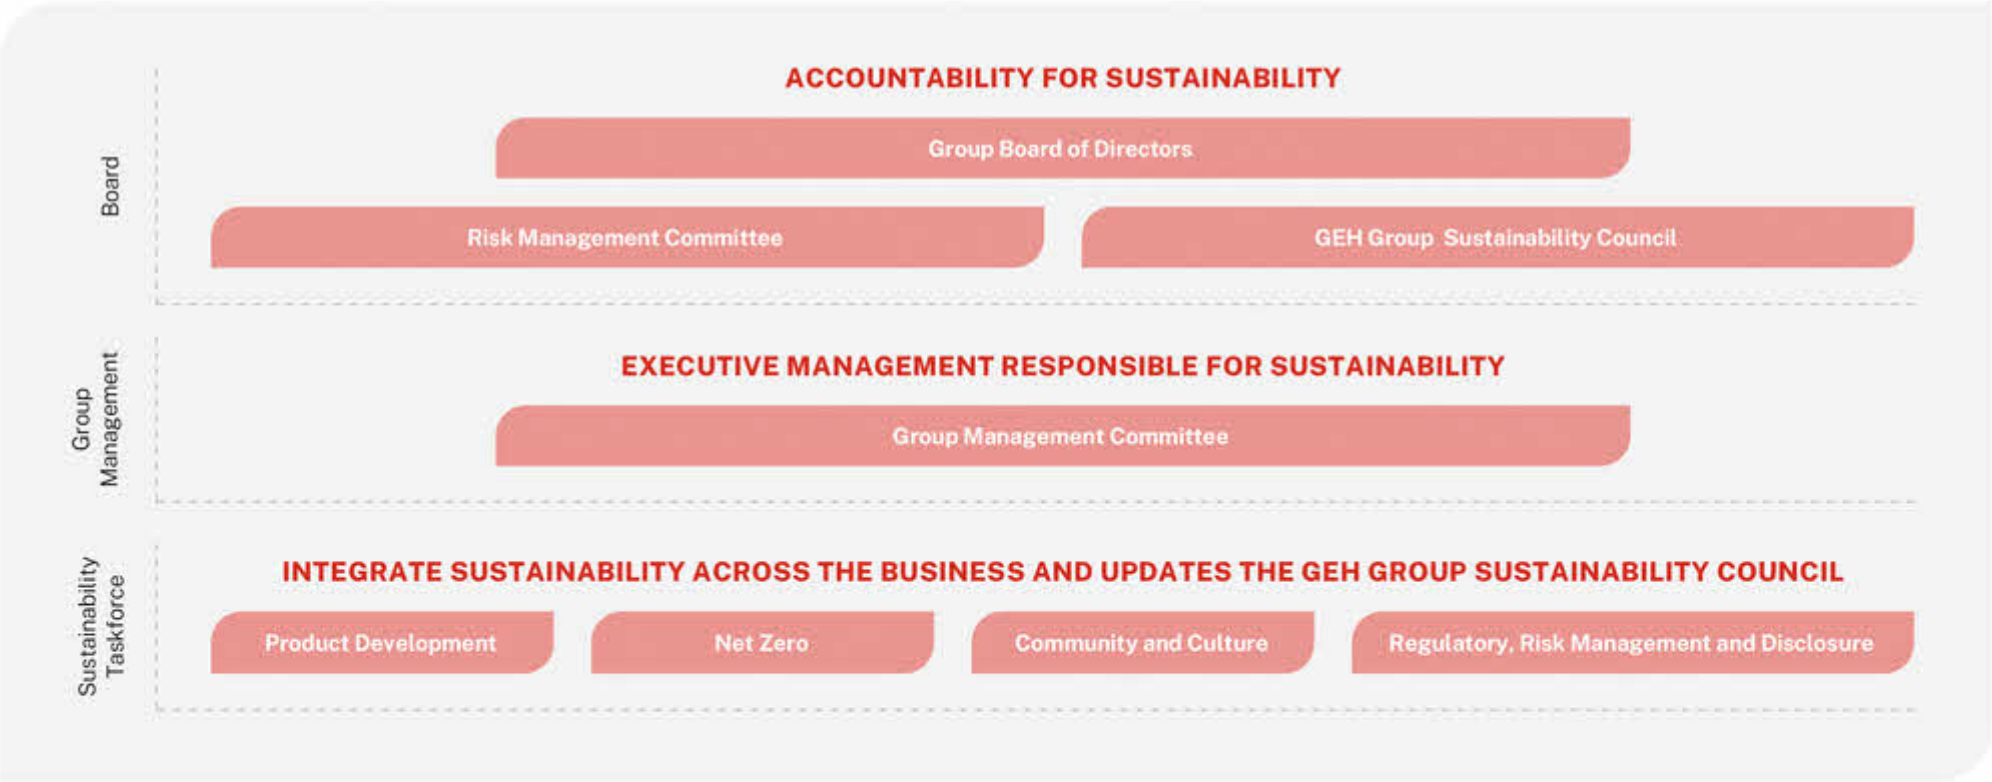 ACCOUNTABILITY FOR SUSTAINABILITY
Board
Group Board of Directors
Risk Management Committee
GEH Group Sustainability Council
EXECUTIVE MANAGEMENT RESPONSIBLE FOR SUSTAINABILITY
Group
Management
Group Management Committee
INTEGRATE SUSTAINABILITY ACROSS THE BUSINESS AND UPDATES THE GEH GROUP SUSTAINABILITY COUNCIL
Sustainability
Taskforce
Product Development
Net Zero
Community and Culture
Regulatory, Risk Management and Disclosure